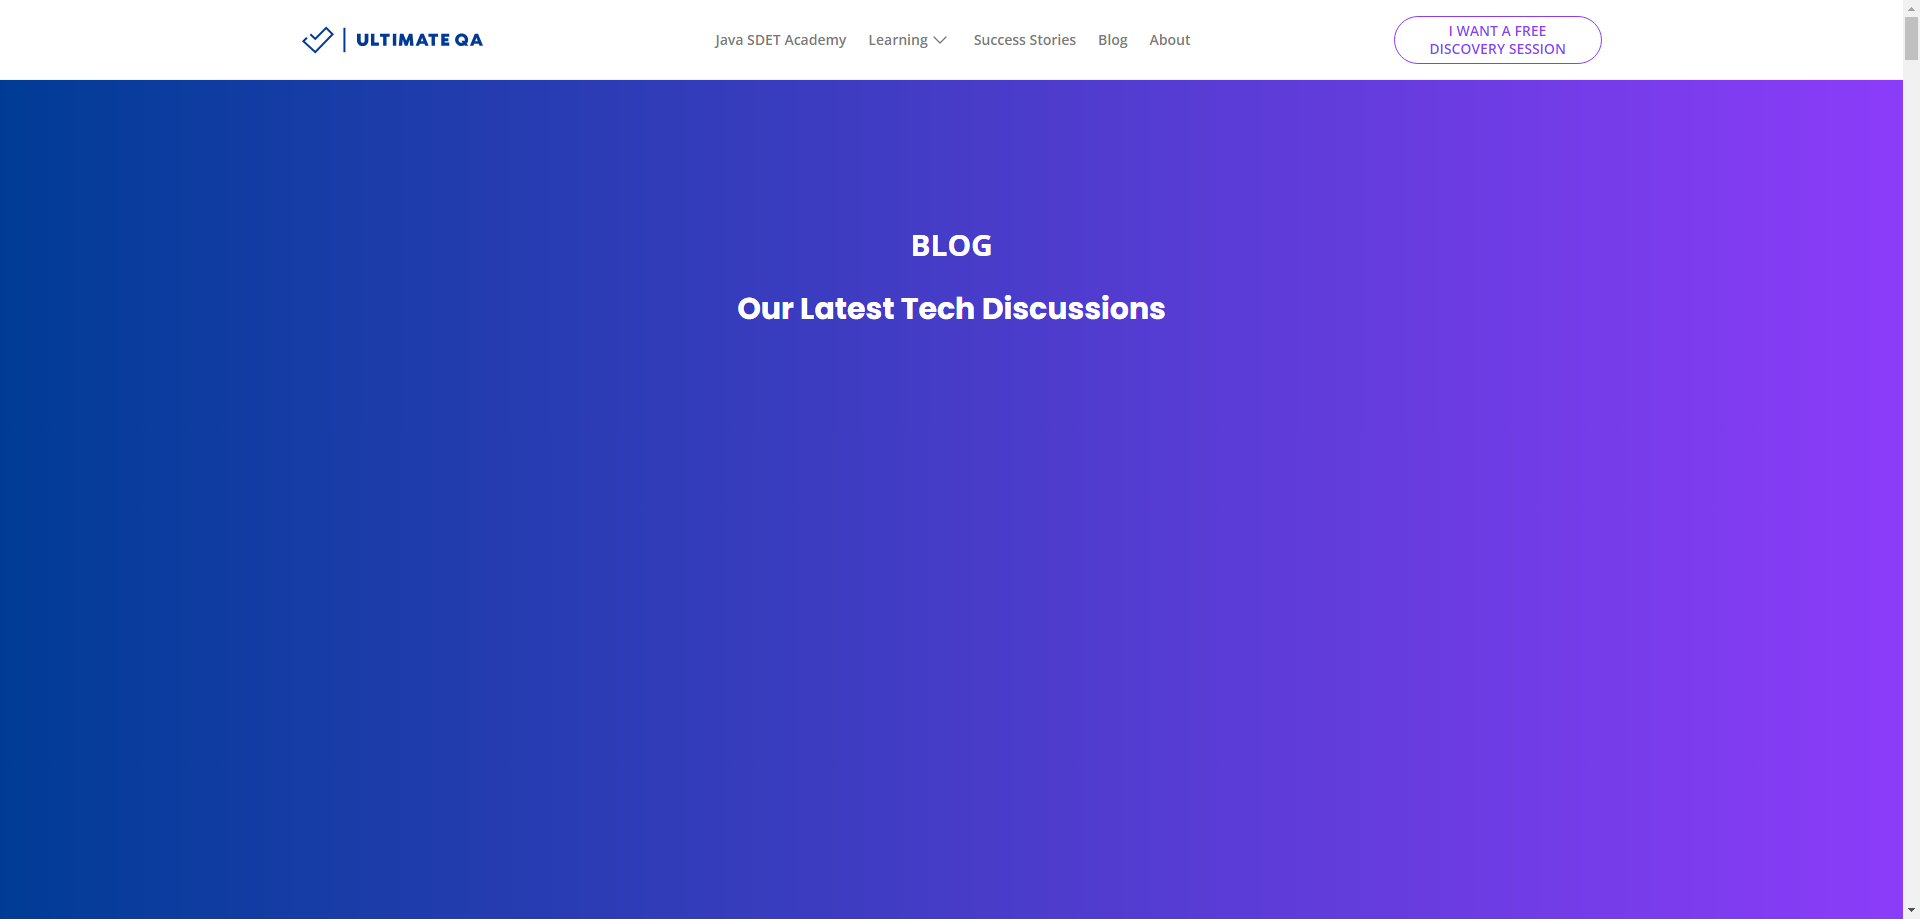 ULTIMATE QA
Java SDET Academy
Learning
Success Stories
Blog
About
I WANT A FREE
DISCOVERY SESSION
BLOG
Our Latest Tech Discussions